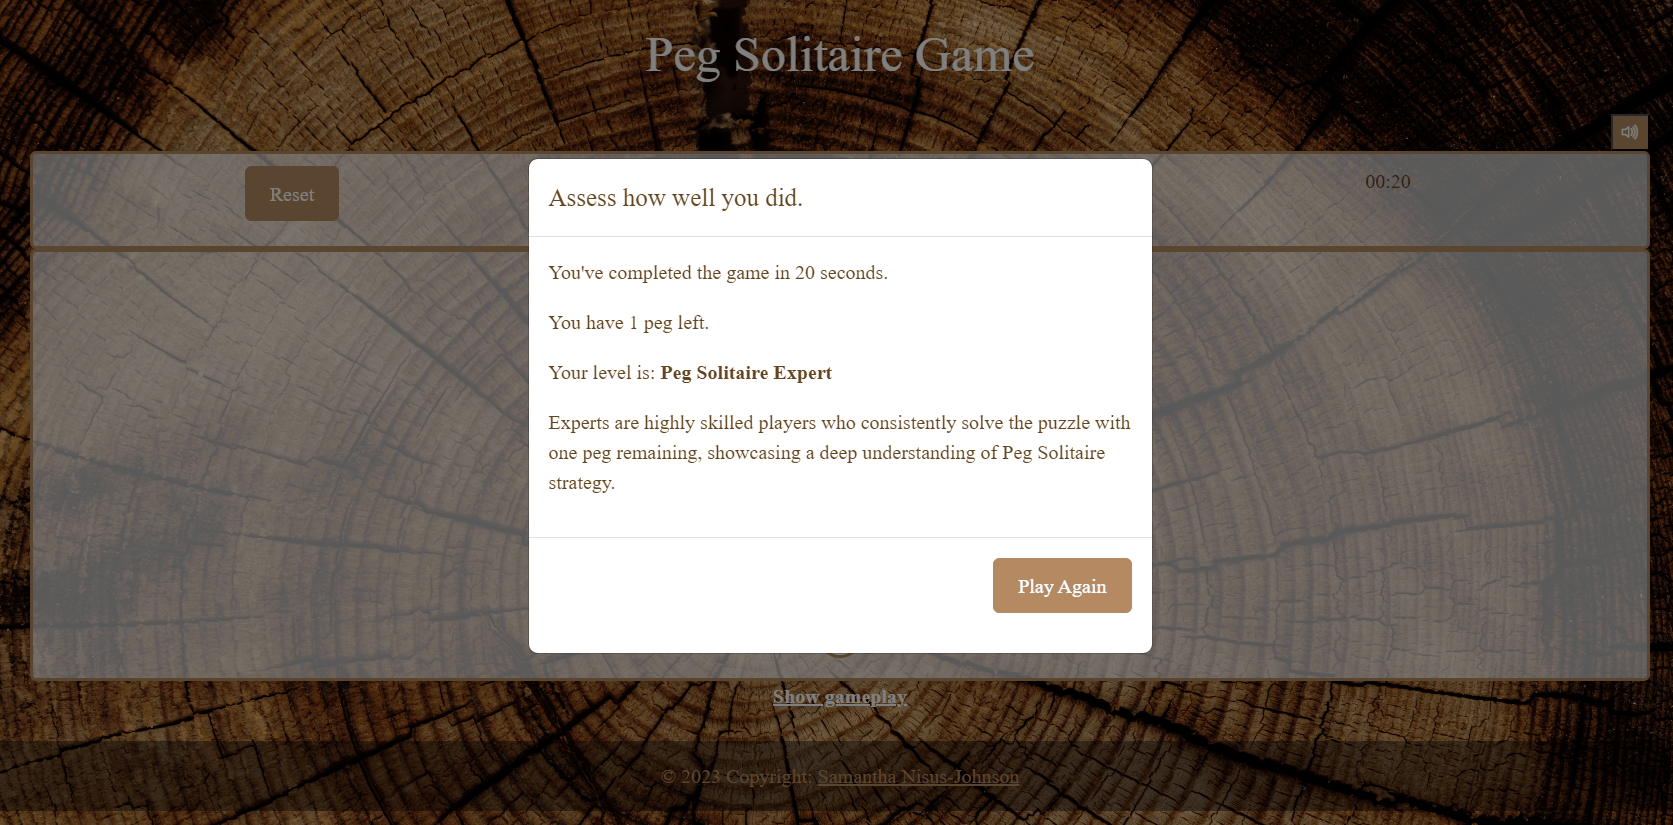 Peg Solitaire Game
Reset
00:20
Assess how well you did.
You've completed the game in 20 seconds.
You have 1 peg left.
Your level is: Peg Solitaire Expert
Experts are highly skilled players who consistently solve the puzzle with
one peg remaining, showcasing a deep understanding of Peg Solitaire
strategy.
Play Again
Show gameplay
© 2023 Copyright: Samantha Nisus-Johnson